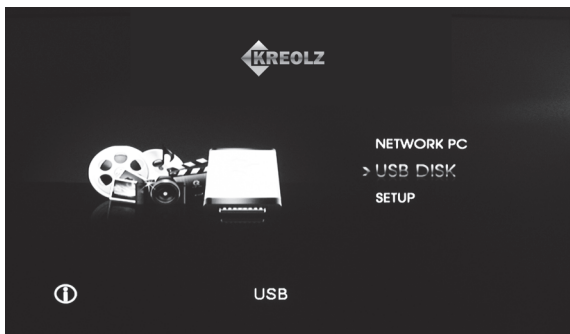 KREOLZ
NETWORK PC
> USB DISK
SETUP
USB